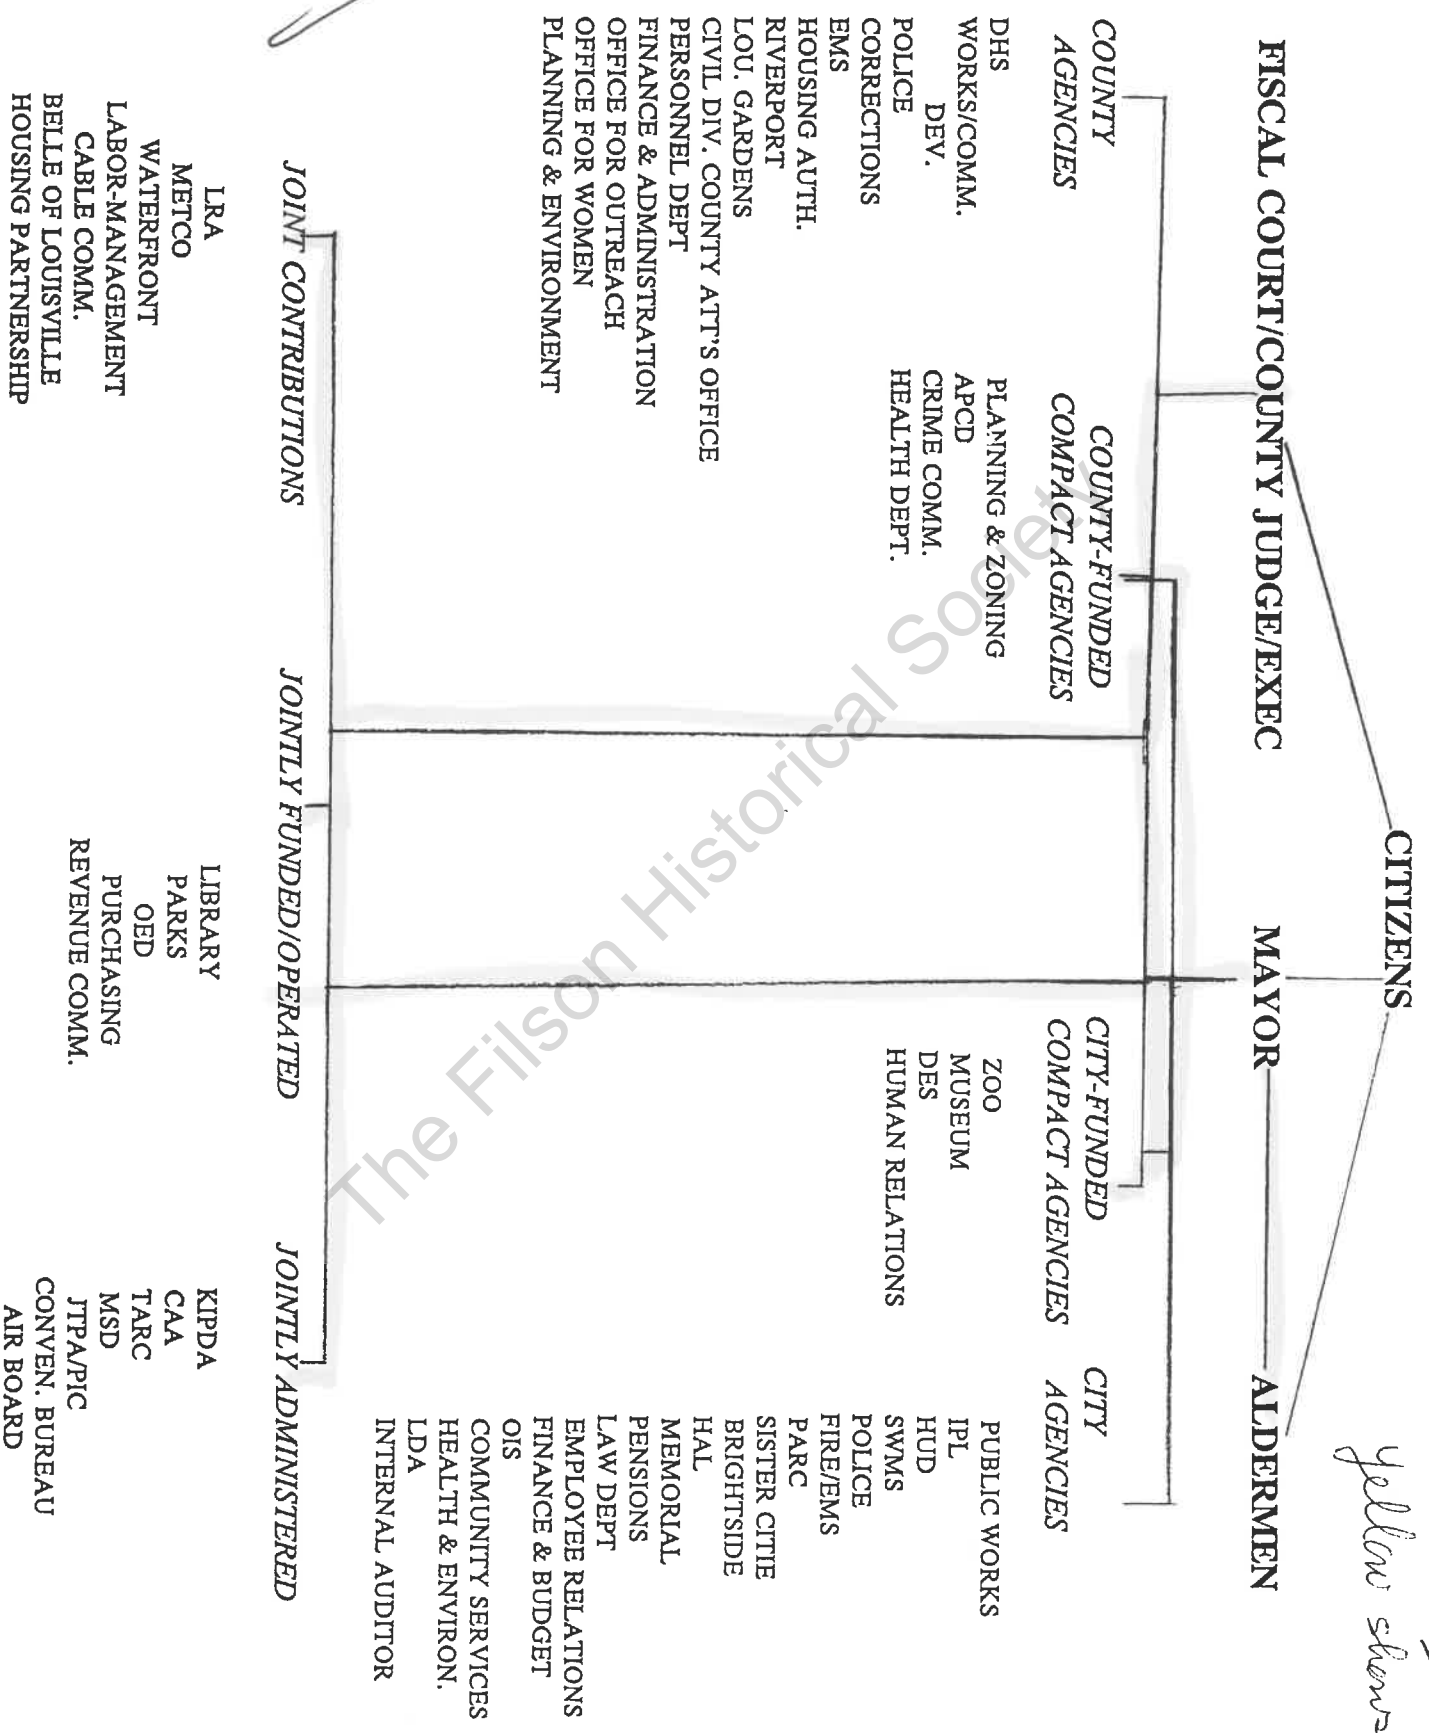 Yellow shows
CITIZENS
FISCAL COURT/COUNTY JUDGE/EXEC
MAYOR
ALDERMEN
COUNTY
AGENCIES
DHS
WORKS/COMM.
DEV.
POLICE
CORRECTIONS
EMS
HOUSING AUTH.
RIVERPORT
LOU. GARDENS
CIVIL DIV. COUNTY ATT'S OFFICE
PERSONNEL DEPT
FINANCE & ADMINISTRATION
OFFICE FOR OUTREACH
OFFICE FOR WOMEN
PLANNING & ENVIRONMENT
COUNTY-FUNDED
COMPACT AGENCIES
PLANNING & ZONING
APCD
CRIME COMM.
HEALTH DEPT.
CITY-FUNDED
COMPACT AGENCIES
ZOO
MUSEUM
DES
HUMAN RELATIONS
CITY
AGENCIES
PUBLIC WORKS
IPL
HUD
SWMS
POLICE
FIRE/EMS
PARC
SISTER CITIE
BRIGHTSIDE
HAL
MEMORIAL
PENSIONS
LAW DEPT
EMPLOYEE RELATIONS
FINANCE & BUDGET
OIS
COMMUNITY SERVICES
HEALTH & ENVIRON.
LDA
INTERNAL AUDITOR
JOINT CONTRIBUTIONS
LRA
METCO
WATERFRONT
LABOR-MANAGEMENT
CABLE COMM.
BELLE OF LOUISVILLE
HOUSING PARTNERSHIP
JOINTLY FUNDED/OPERATED
LIBRARY
PARKS
OED
PURCHASING
REVENUE COMM.
JOINTLY ADMINISTERED
KIPDA
CAA
TARC
MSD
JTPA/PIC
CONVEN. BUREAU
AIR BOARD
The Filson Historical Society